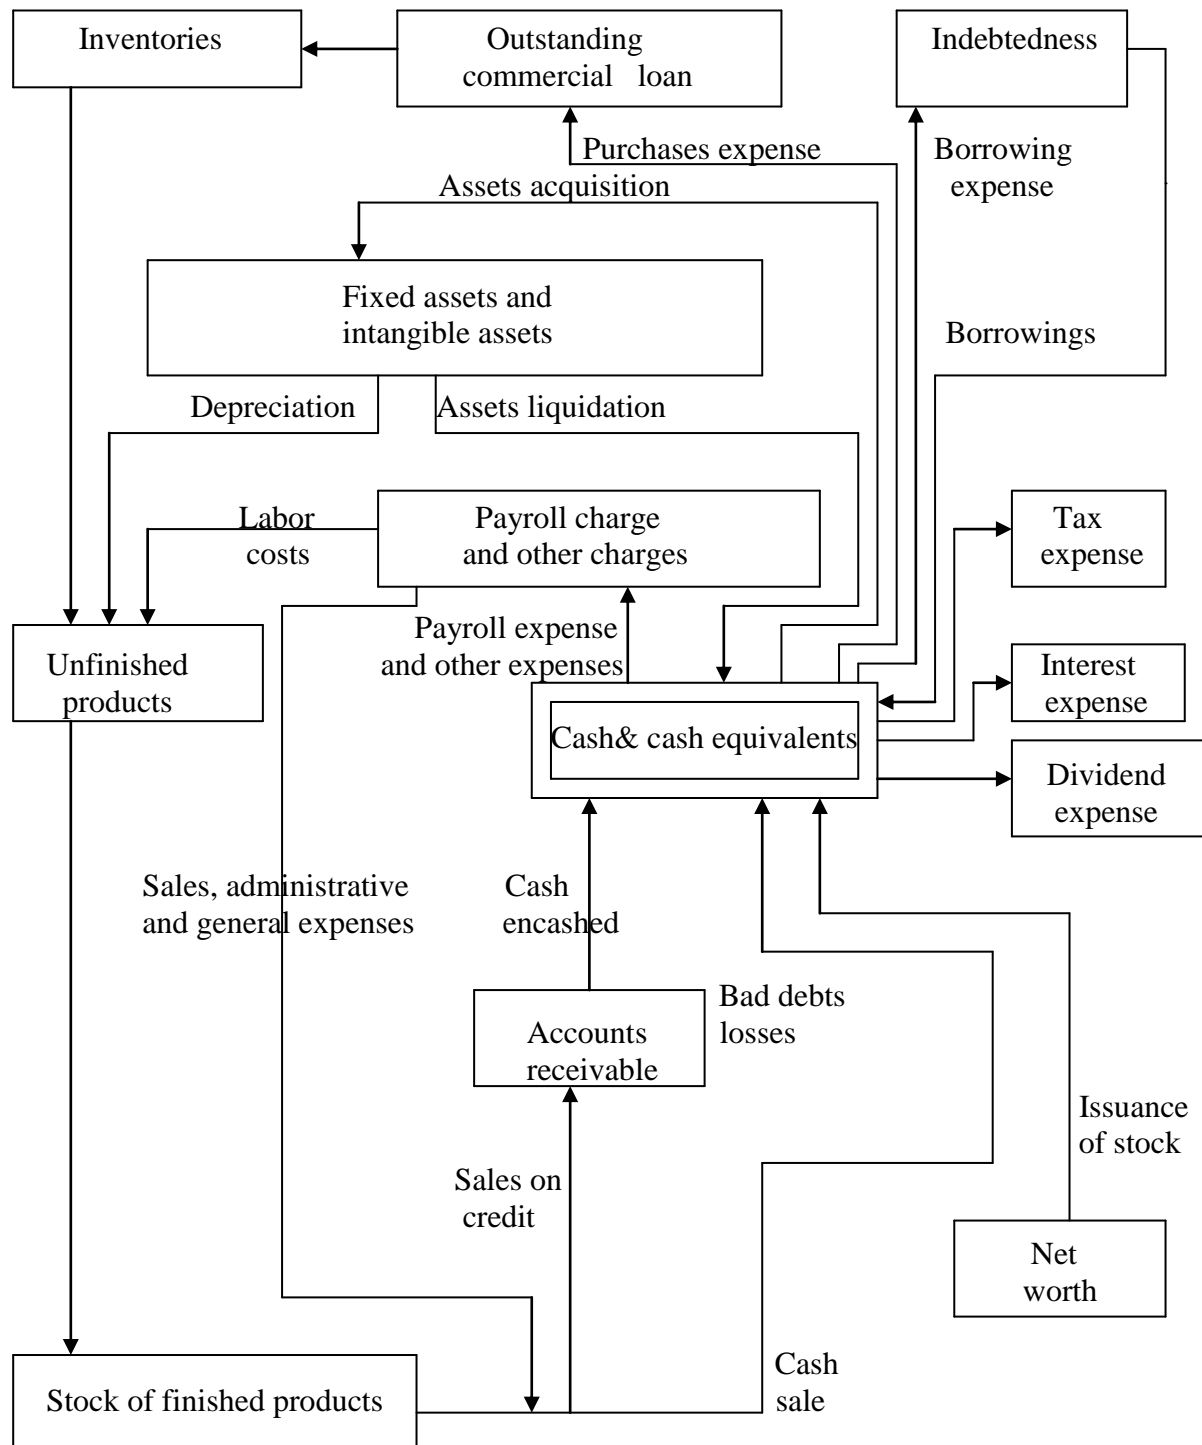 Inventories
Outstanding
commercial loan
Indebtedness
Purchases expense
Borrowing
expense
Assets acquisition
Fixed assets and
intangible assets
Borrowings
Depreciation
Assets liquidation
Labor
costs
Payroll charge
and other charges
Tax
expense
Payroll expense
and other expenses
Unfinished
products
Interest
expense
Cash& cash equivalents
Dividend
expense
Sales, administrative
and general expenses
Cash
encashed
Accounts
receivable
Bad debts
losses
Issuance
of stock
Sales on
credit
Net
worth
Stock of finished products
Cash
sale